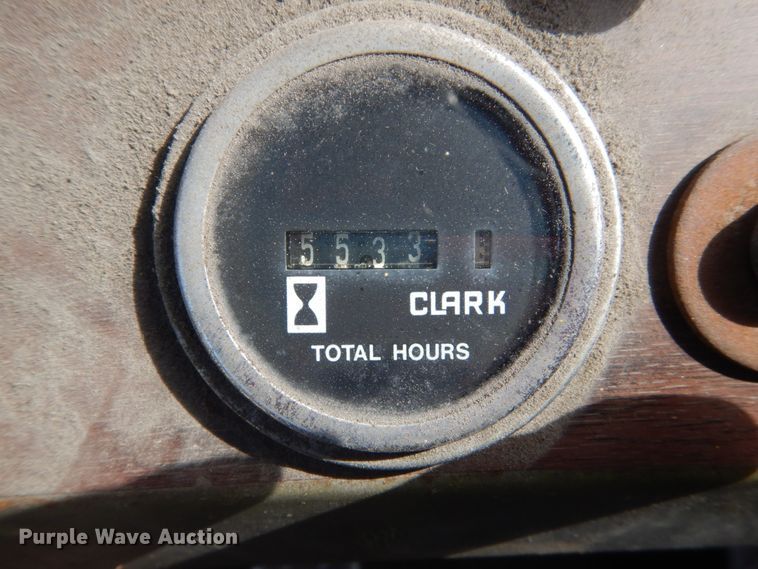 5533
CLARK
TOTAL HOURS
Purple Wave Auction